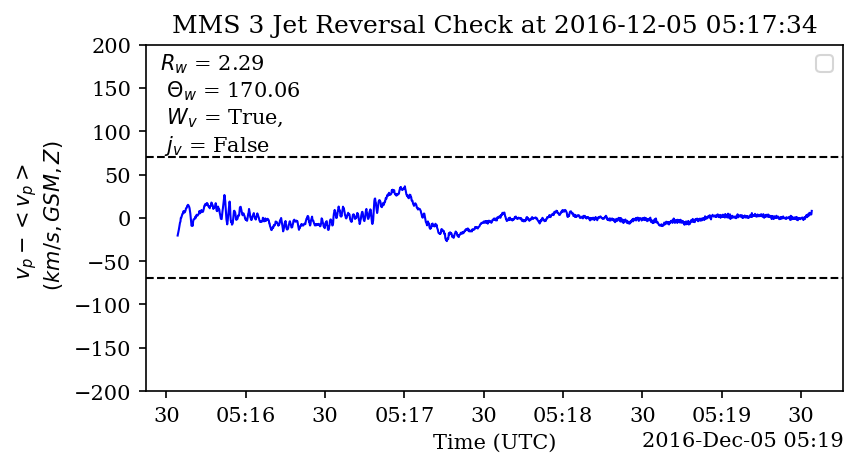 MMS 3 Jet Reversal Check at 2016-12-05 05:17:34
R_w = 2.29
Θ_w = 170.06
W_v = True,
j_v = False
200
150
100
50
0
−50
−100
−150
−200
v_p − < v_p >
(km/s, GSM, Z)
30 05:16 30 05:17 30 05:18 30 05:19 30
Time (UTC)
2016-Dec-05 05:19